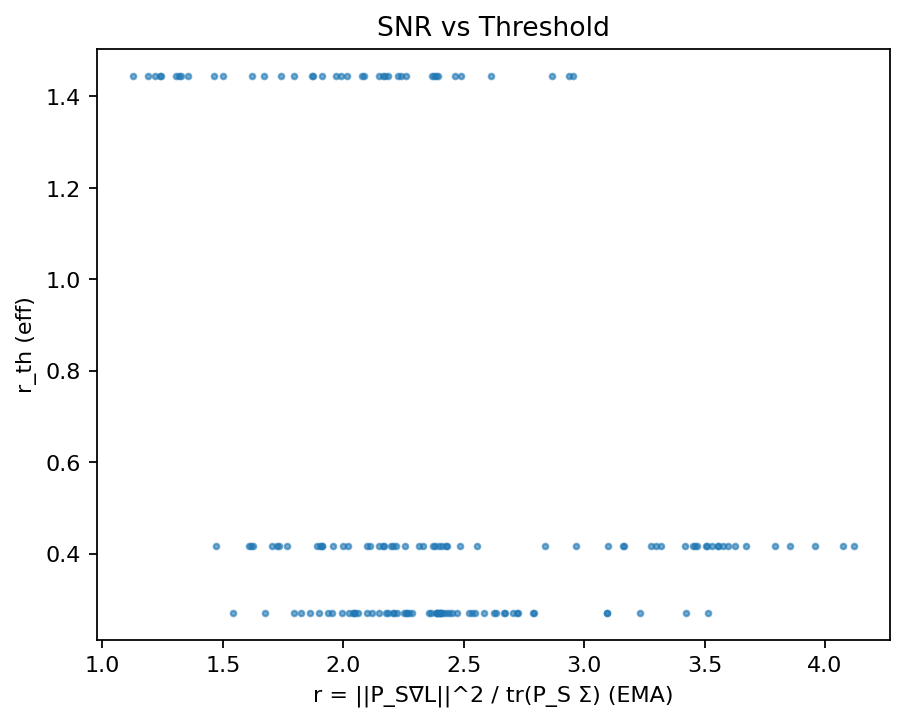 SNR vs Threshold
r_th (eff)
1.4
1.2
1.0
0.8
0.6
0.4
1.0 1.5 2.0 2.5 3.0 3.5 4.0
r = ||P_S∇L||^2 / tr(P_S Σ) (EMA)